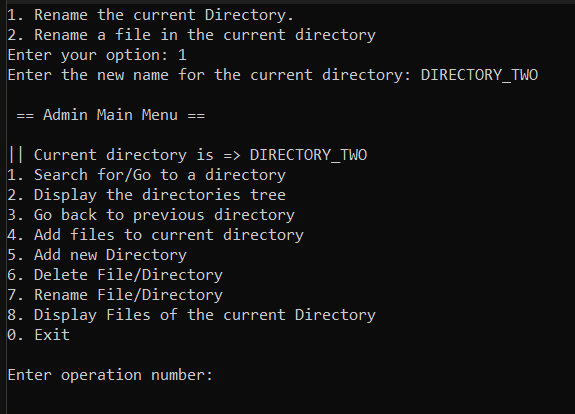 1. Rename the current Directory.
2. Rename a file in the current directory
Enter your option: 1
Enter the new name for the current directory: DIRECTORY_TWO
== Admin Main Menu ==
|| Current directory is => DIRECTORY_TWO
1. Search for/Go to a directory
2. Display the directories tree
3. Go back to previous directory
4. Add files to current directory
5. Add new Directory
6. Delete File/Directory
7. Rename File/Directory
8. Display Files of the current Directory
0. Exit
Enter operation number: